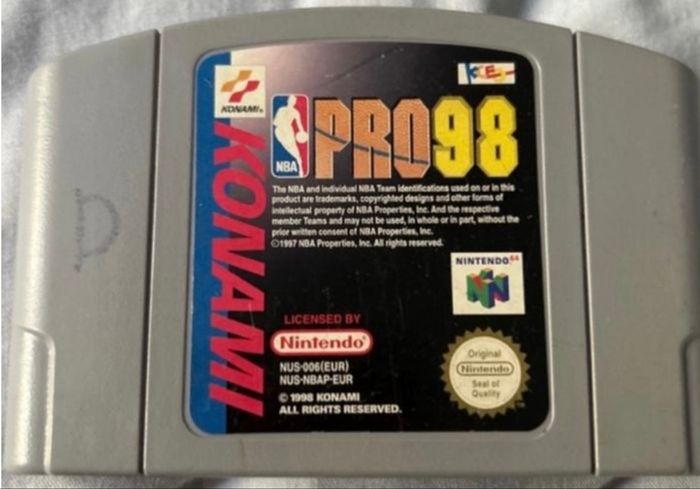 KONAMI®
KCEO
NBA
PRO98
KONAMI
The NBA and individual NBA Team identifications used on or in this
product are trademarks, copyrighted designs and other forms of
intellectual property of NBA Properties, Inc. And the respective
member Teams and may not be used, in whole or in part, without the
prior written consent of NBA Properties, Inc.
©1997 NBA Properties, Inc. All rights reserved.
NINTENDO64
LICENSED BY
Nintendo®
NUS-006(EUR)
NUS-NBAP-EUR
© 1998 KONAMI
ALL RIGHTS RESERVED.
Original
Nintendo
Seal of
Quality